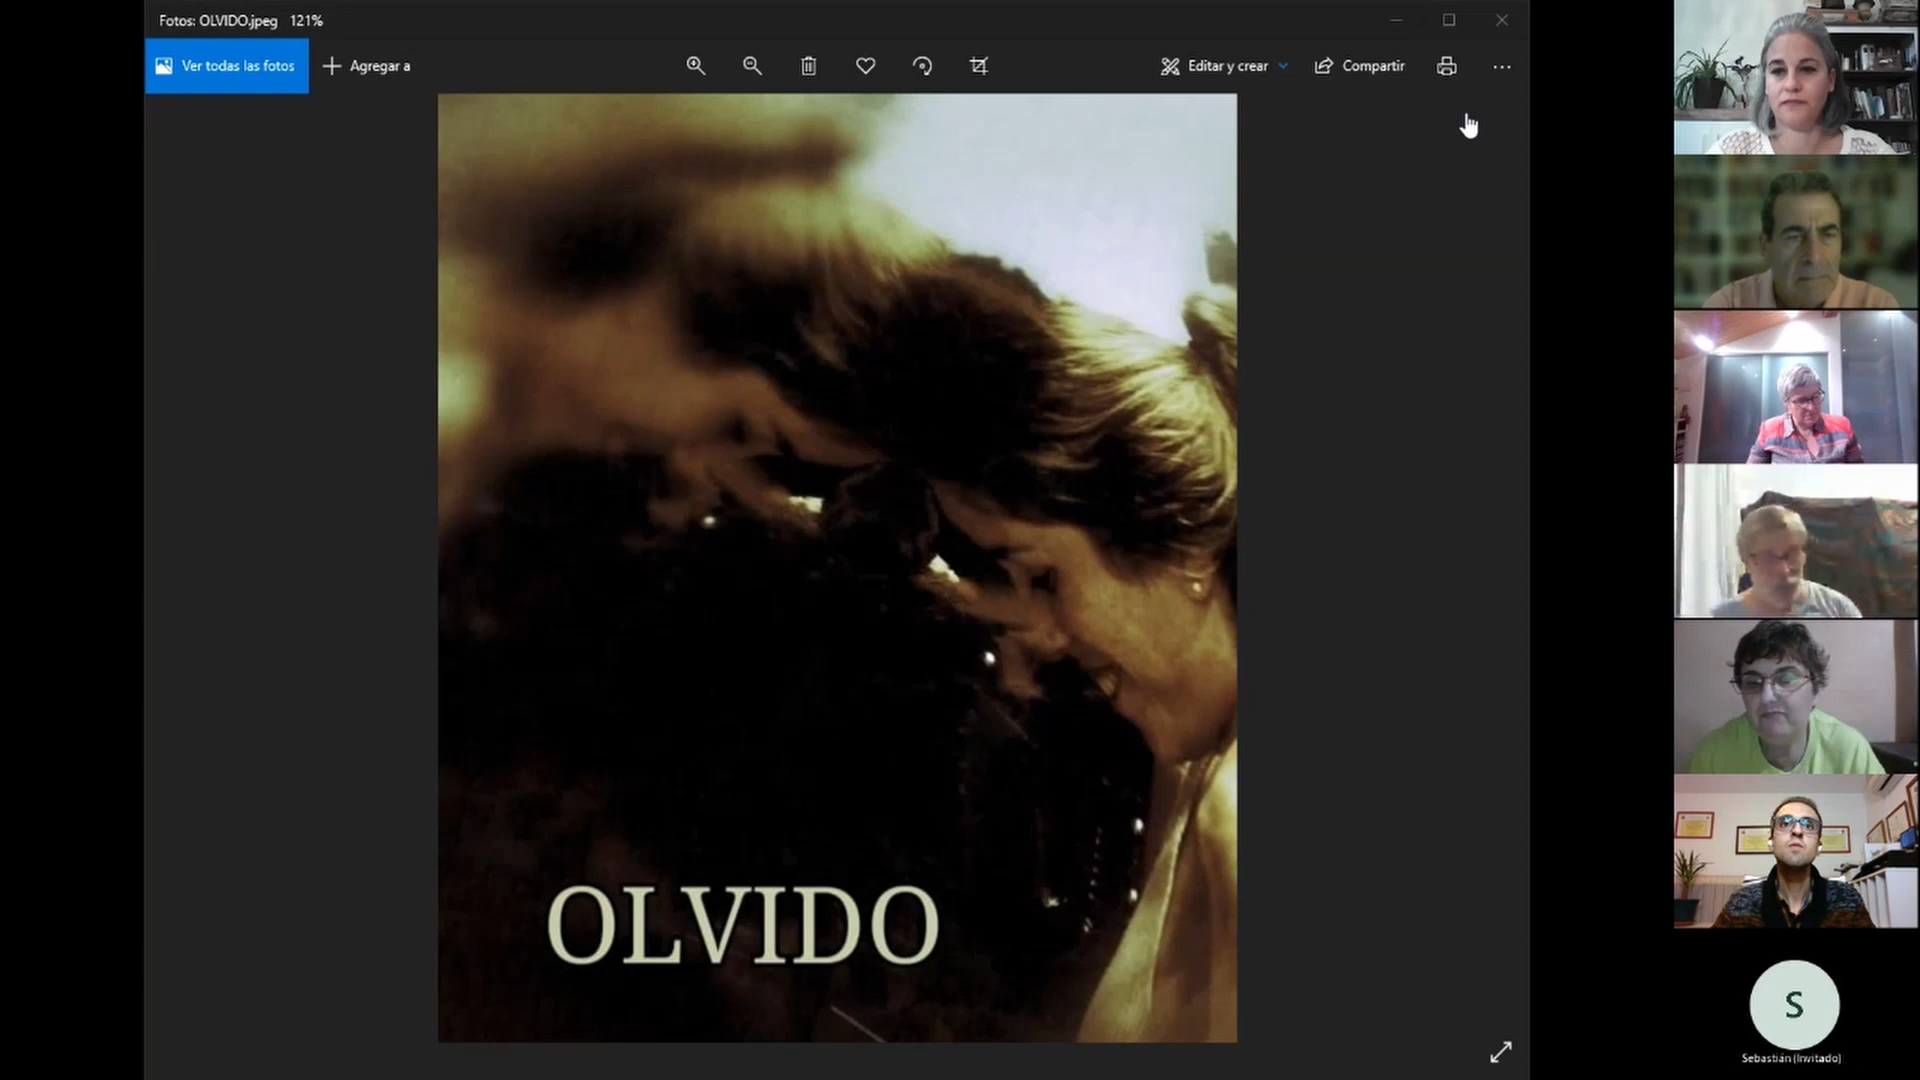 Fotos: OLVIDO.jpeg 121%
Ver todas las fotos
Agregar a
Editar y crear
Compartir
OLVIDO
S
Sebastián (Invitado)